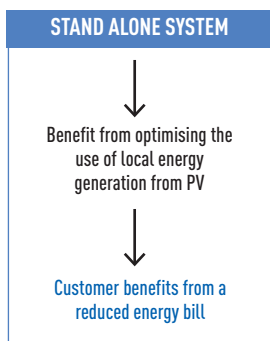 STAND ALONE SYSTEM
Benefit from optimising the
use of local energy
generation from PV
Customer benefits from a
reduced energy bill